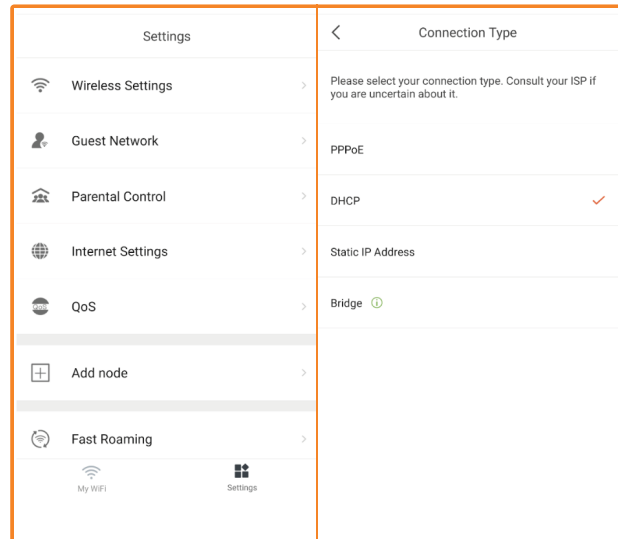 Settings
Wireless Settings
Guest Network
Parental Control
Internet Settings
QoS
QoS
Add node
Fast Roaming
My WiFi
Settings
Connection Type
Please select your connection type. Consult your ISP if
you are uncertain about it.
PPPoE
DHCP
Static IP Address
Bridge